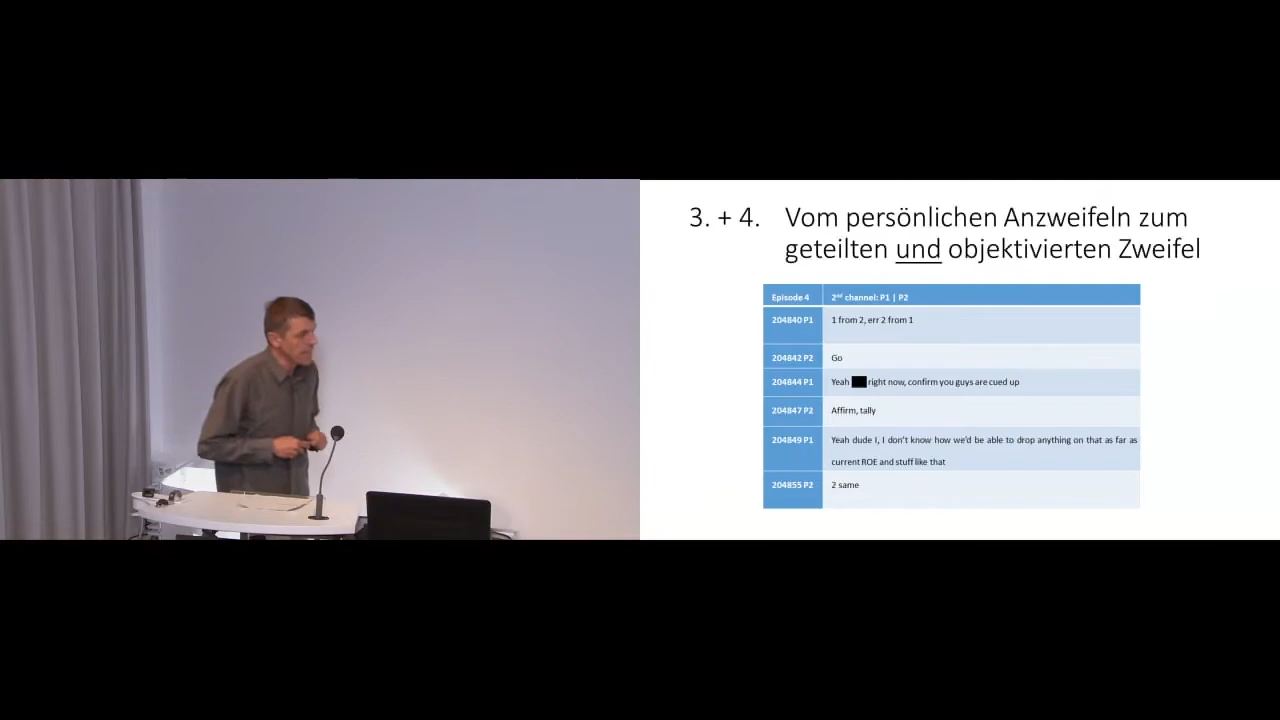 3. + 4. Vom persönlichen Anzweifeln zum
geteilten und objektivierten Zweifel
Episode 4 2nd channel: P1 | P2
204840 P1 1 from 2, err 2 from 1
204842 P2 Go
204844 P1 Yeah right now, confirm you guys are cued up
204847 P2 Affirm, tally
204849 P1 Yeah dude I, I don't know how we'd be able to drop anything on that as far as
current ROE and stuff like that
204855 P2 2 same